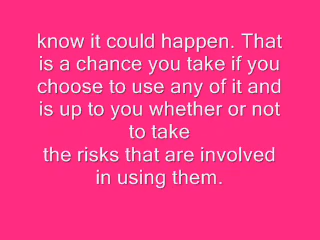 know it could happen. That
is a chance you take if you
choose to use any of it and
is up to you whether or not
to take
the risks that are involved
in using them.